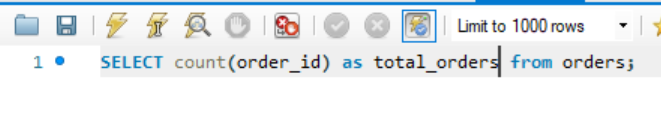 Limit to 1000 rows
1 SELECT count(order_id) as total_orders from orders;